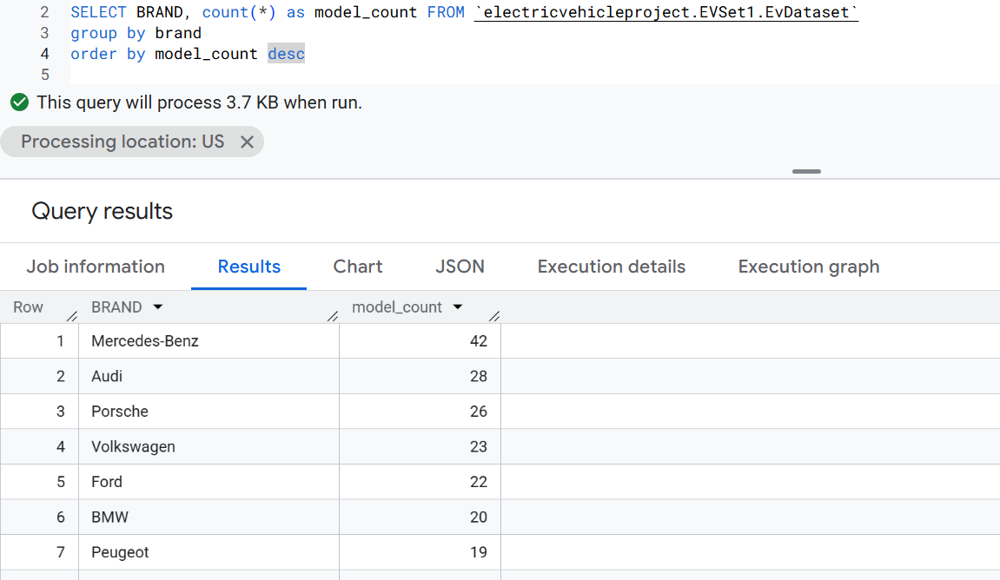 2 SELECT BRAND, count(*) as model_count FROM `electricvehicleproject.EVSet1.EvDataset`
3 group by brand
4 order by model_count desc
5
This query will process 3.7 KB when run.
Processing location: US
Query results
Job information Results Chart JSON Execution details Execution graph
Row BRAND model_count
1 Mercedes-Benz 42
2 Audi 28
3 Porsche 26
4 Volkswagen 23
5 Ford 22
6 BMW 20
7 Peugeot 19